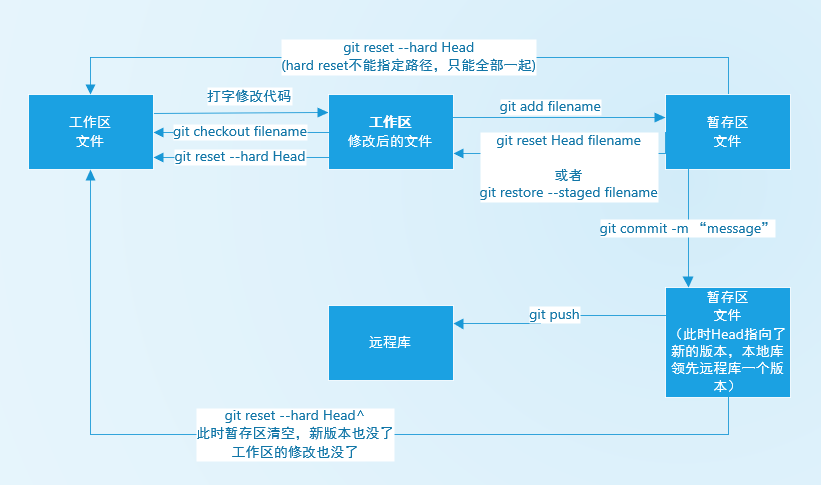 git reset --hard Head
(hard reset不能指定路径，只能全部一起)
打字修改代码
git add filename
工作区
文件
git checkout filename
git reset --hard Head
工作区
修改后的文件
暂存区
文件
git reset Head filename
或者
git restore --staged filename
git commit -m “message”
暂存区
文件
（此时Head指向了
新的版本，本地库
领先远程库一个版
本）
git push
远程库
git reset --hard Head^
此时暂存区清空，新版本也没了
工作区的修改也没了